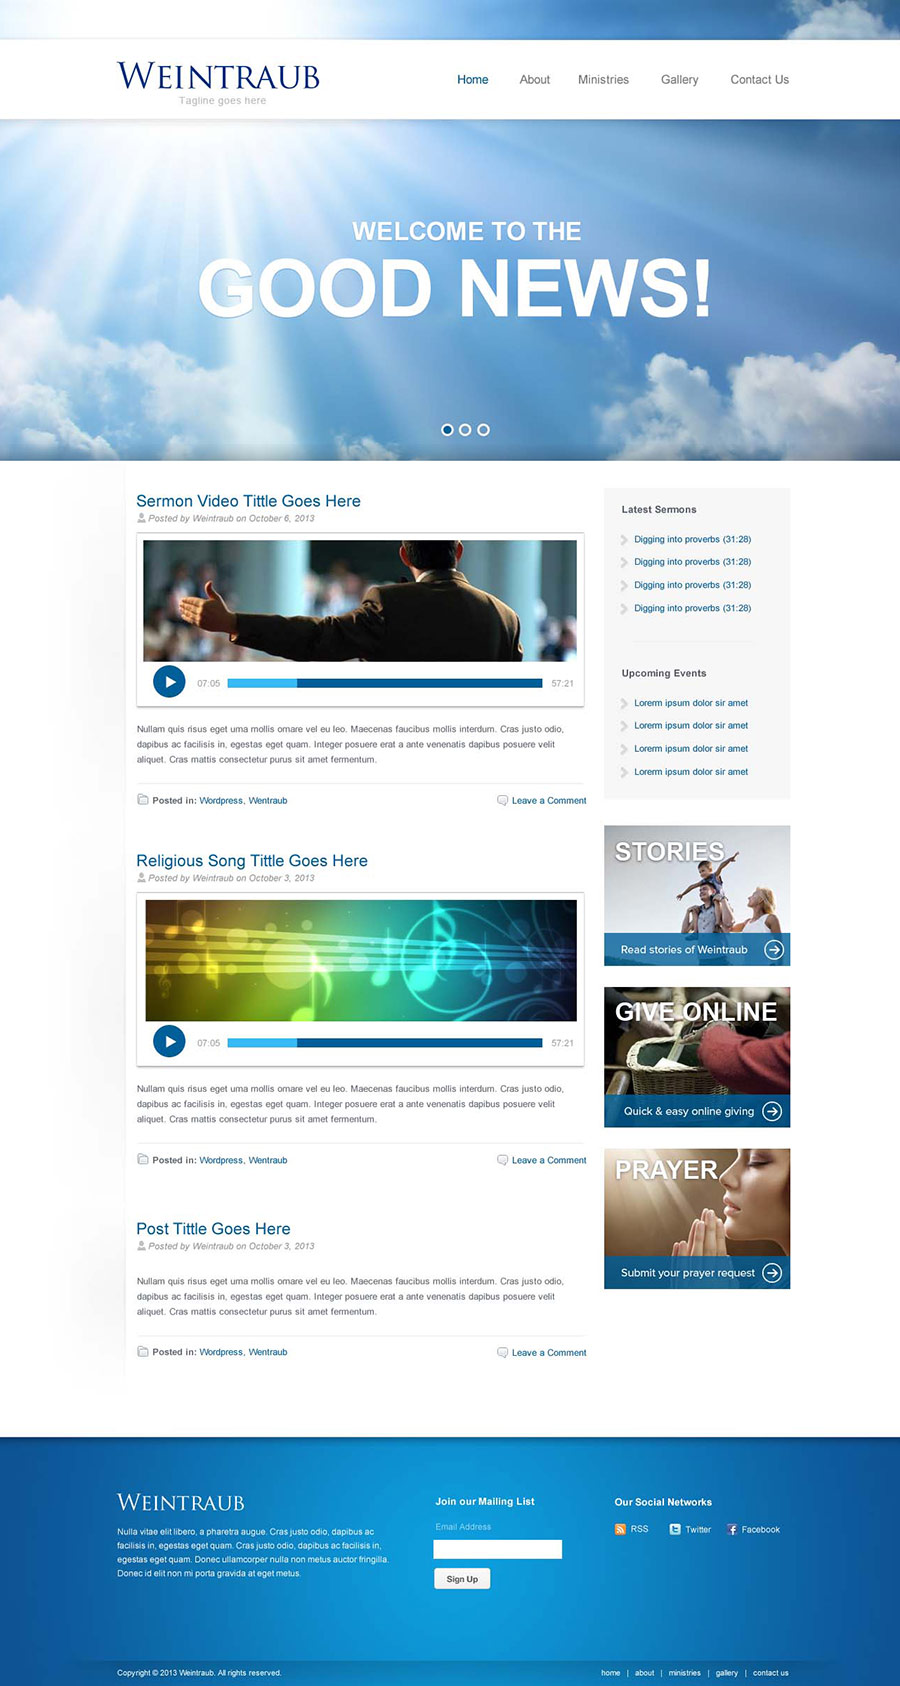 WEINTRAUB
Tagline goes here
Home About Ministries Gallery Contact Us
WELCOME TO THE
GOOD NEWS!
Sermon Video Tittle Goes Here
Posted by Weintraub on October 6, 2013
07:05 57:21
Nullam quis risus eget uma mollis ornare vel eu leo. Maecenas faucibus mollis interdum. Cras justo odio,
dapibus ac facilisis in, egestas eget quam. Integer posuere erat a ante venenatis dapibus posuere velit
aliquet. Cras mattis consectetur purus sit amet fermentum.
Posted in: Wordpress, Wentraub Leave a Comment
Religious Song Tittle Goes Here
Posted by Weintraub on October 3, 2013
07:05 57:21
Nullam quis risus eget uma mollis ornare vel eu leo. Maecenas faucibus mollis interdum. Cras justo odio,
dapibus ac facilisis in, egestas eget quam. Integer posuere erat a ante venenatis dapibus posuere velit
aliquet. Cras mattis consectetur purus sit amet fermentum.
Posted in: Wordpress, Wentraub Leave a Comment
Post Tittle Goes Here
Posted by Weintraub on October 3, 2013
Nullam quis risus eget uma mollis ornare vel eu leo. Maecenas faucibus mollis interdum. Cras justo odio,
dapibus ac facilisis in, egestas eget quam. Integer posuere erat a ante venenatis dapibus posuere velit
aliquet. Cras mattis consectetur purus sit amet fermentum.
Posted in: Wordpress, Wentraub Leave a Comment
Latest Sermons
Digging into proverbs (31:28)
Digging into proverbs (31:28)
Digging into proverbs (31:28)
Digging into proverbs (31:28)
Upcoming Events
Lorerm ipsum dolor sir amet
Lorerm ipsum dolor sir amet
Lorerm ipsum dolor sir amet
Lorerm ipsum dolor sir amet
STORIES
Read stories of Weintraub
GIVE ONLINE
Quick & easy online giving
PRAYER
Submit your prayer request
WEINTRAUB
Nulla vitae elit libero, a pharetra augue. Cras justo odio, dapibus ac
facilisis in, egestas eget quam. Cras justo odio, dapibus ac facilisis in,
egestas eget quam. Donec ullamcorper nulla non metus auctor fringilla.
Donec id elit non mi porta gravida at eget metus.
Join our Mailing List
Email Address
Sign Up
Our Social Networks
RSS Twitter Facebook
Copyright © 2013 Weintraub. All rights reserved.
home | about | ministries | gallery | contact us